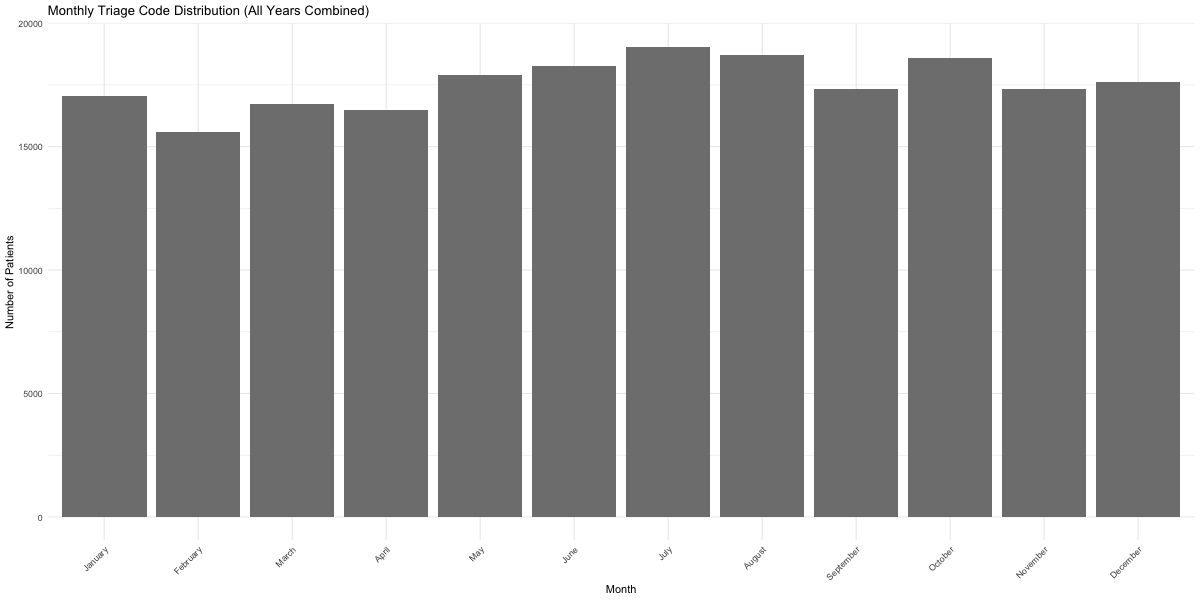 Monthly Triage Code Distribution (All Years Combined)
20000
15000
10000
5000
0
Number of Patients
January
February
March
April
May
June
July
August
September
October
November
December
Month